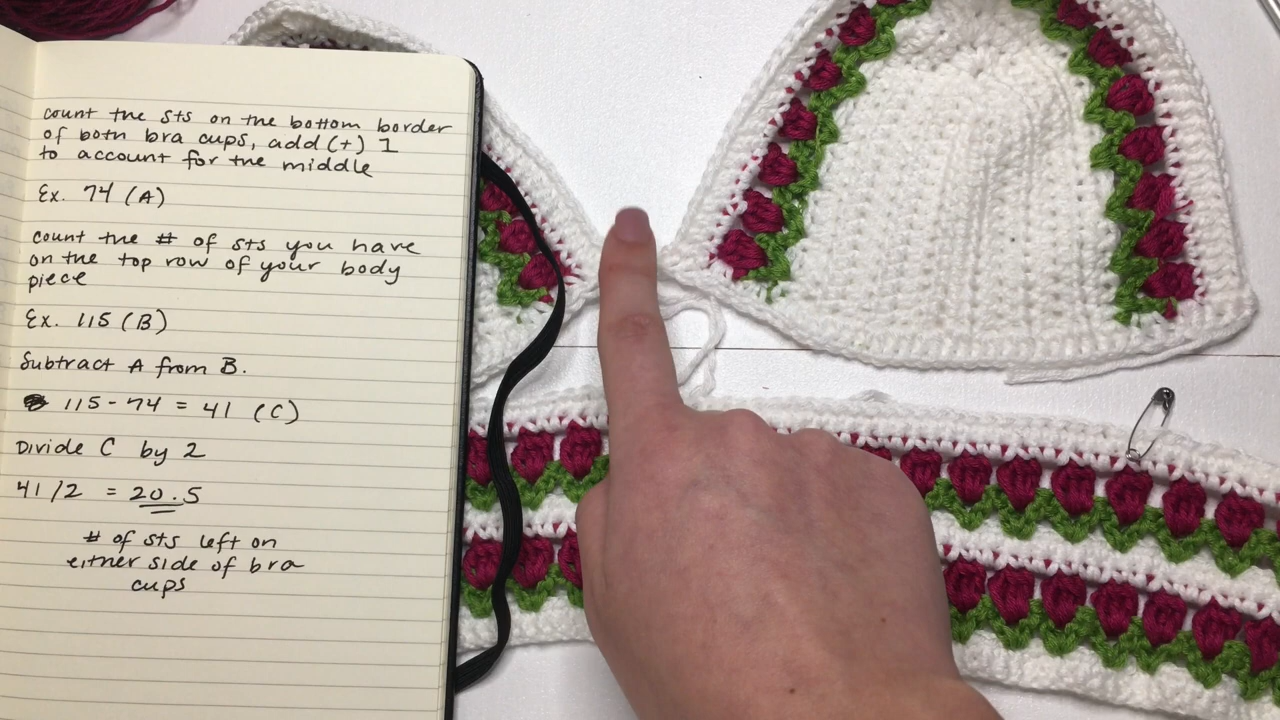 count the sts on the bottom border
of both bra cups, add (+) 1
to account for the middle
Ex. 74 (A)
count the # of sts you have
on the top row of your body
piece
Ex. 115 (B)
Subtract A from B.
115 - 74 = 41 (C)
Divide C by 2
41/2 = 20.5
# of sts left on
either side of bra
cups